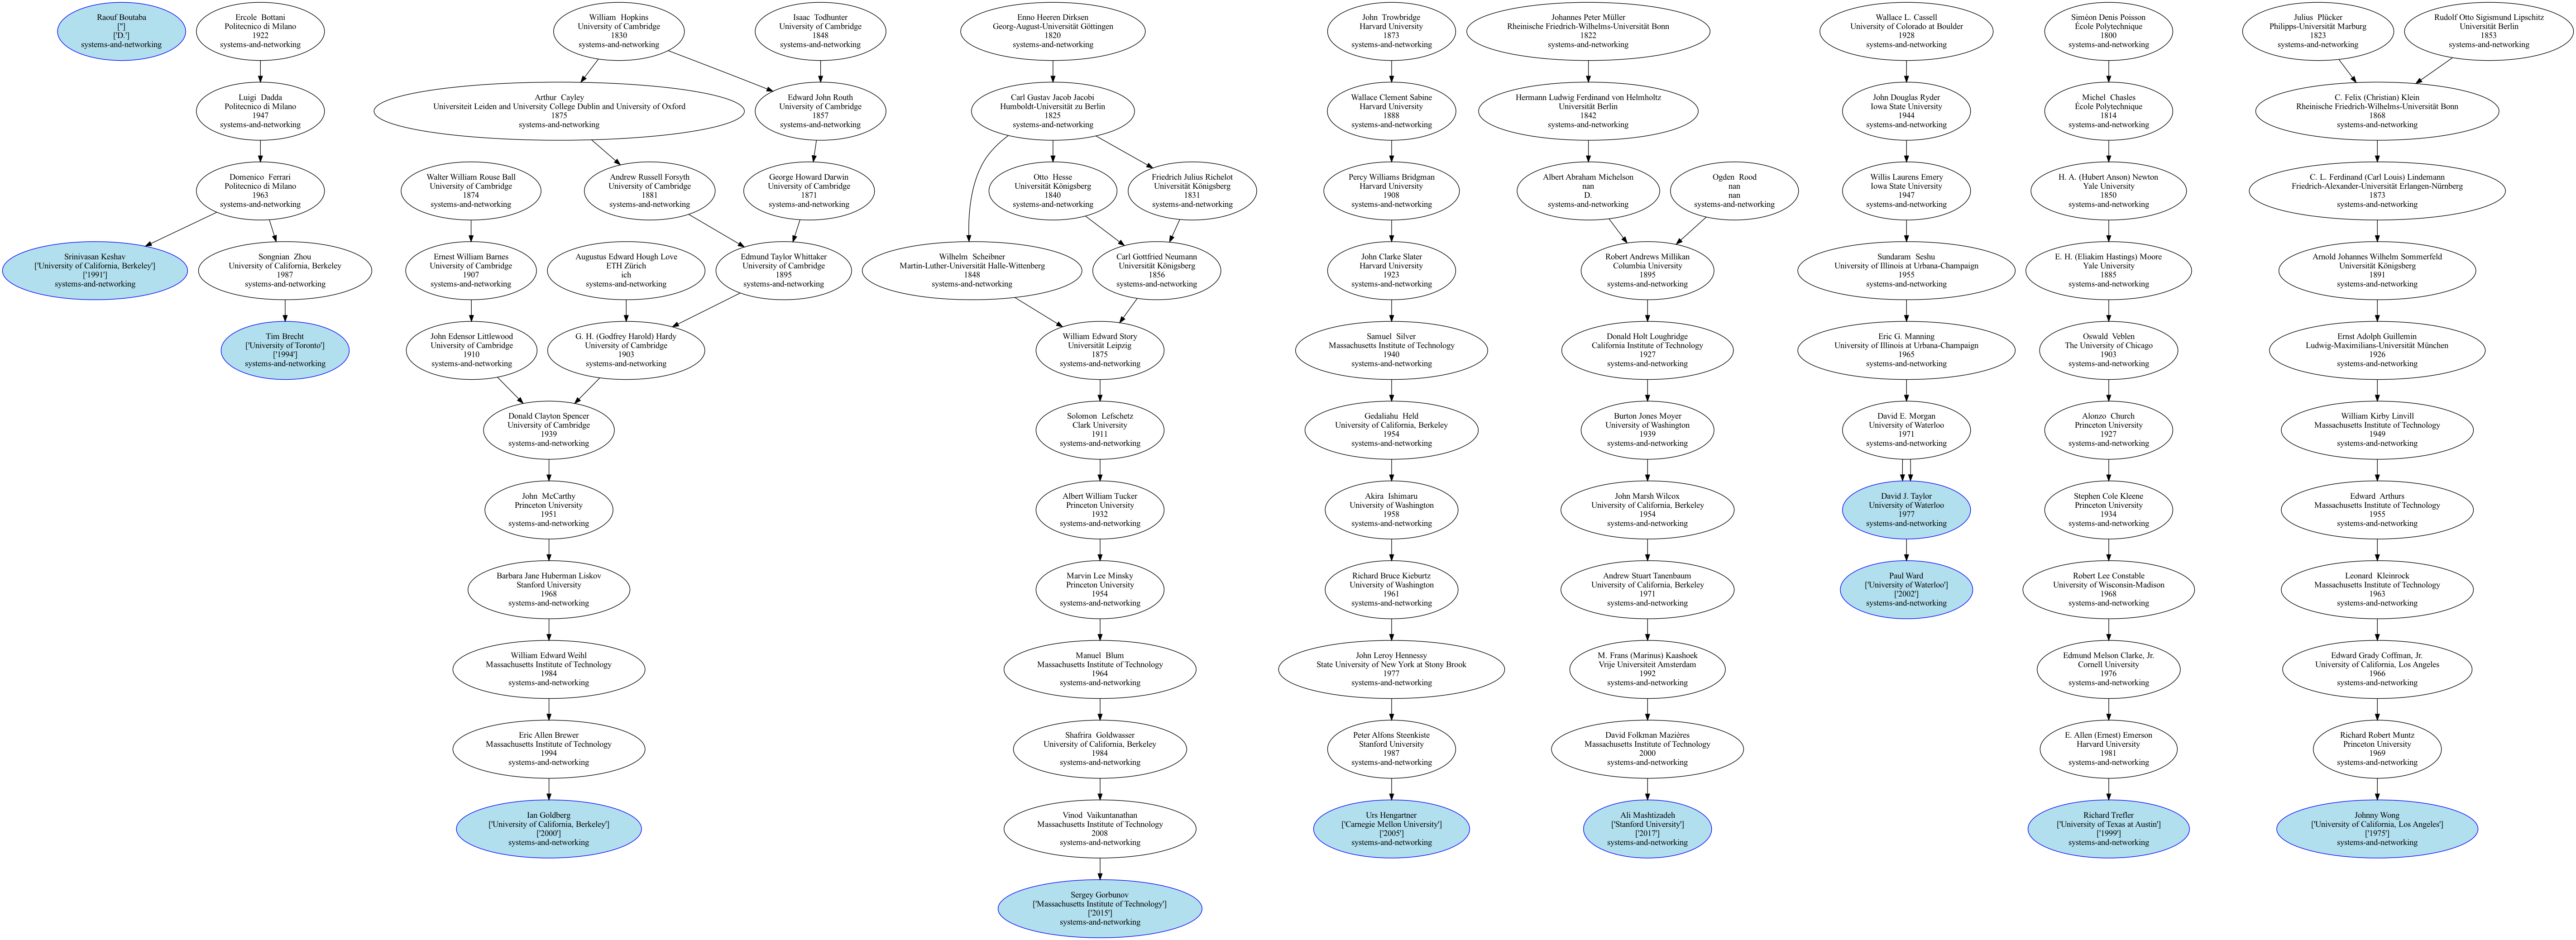 Raouf Boutaba
['']
['D.']
systems-and-networking
Ercole  Bottani
Politecnico di Milano
1922
systems-and-networking
William  Hopkins
University of Cambridge
1830
systems-and-networking
Isaac  Todhunter
University of Cambridge
1848
systems-and-networking
Enno Heeren Dirksen
Georg-August-Universität Göttingen
1820
systems-and-networking
John  Trowbridge
Harvard University
1873
systems-and-networking
Johannes Peter Müller
Rheinische Friedrich-Wilhelms-Universität Bonn
1822
systems-and-networking
Wallace L. Cassell
University of Colorado at Boulder
1928
systems-and-networking
Siméon Denis Poisson
École Polytechnique
1800
systems-and-networking
Julius  Plücker
Philipps-Universität Marburg
1823
systems-and-networking
Rudolf Otto Sigismund Lipschitz
Universität Berlin
1853
systems-and-networking
Luigi  Dadda
Politecnico di Milano
1947
systems-and-networking
Arthur  Cayley
Universiteit Leiden and University College Dublin and University of Oxford
1875
systems-and-networking
Edward John Routh
University of Cambridge
1857
systems-and-networking
Carl Gustav Jacob Jacobi
Humboldt-Universität zu Berlin
1825
systems-and-networking
Wallace Clement Sabine
Harvard University
1888
systems-and-networking
Hermann Ludwig Ferdinand von Helmholtz
Universität Berlin
1842
systems-and-networking
John Douglas Ryder
Iowa State University
1944
systems-and-networking
Michel  Chasles
École Polytechnique
1814
systems-and-networking
C. Felix (Christian) Klein
Rheinische Friedrich-Wilhelms-Universität Bonn
1868
systems-and-networking
Domenico  Ferrari
Politecnico di Milano
1963
systems-and-networking
Walter William Rouse Ball
University of Cambridge
1874
systems-and-networking
Andrew Russell Forsyth
University of Cambridge
1881
systems-and-networking
George Howard Darwin
University of Cambridge
1871
systems-and-networking
Otto  Hesse
Universität Königsberg
1840
systems-and-networking
Friedrich Julius Richelot
Universität Königsberg
1831
systems-and-networking
Percy Williams Bridgman
Harvard University
1908
systems-and-networking
Albert Abraham Michelson
nan
D.
systems-and-networking
Ogden  Rood
nan
nan
systems-and-networking
Willis Laurens Emery
Iowa State University
1947
systems-and-networking
H. A. (Hubert Anson) Newton
Yale University
1850
systems-and-networking
C. L. Ferdinand (Carl Louis) Lindemann
Friedrich-Alexander-Universität Erlangen-Nürnberg
1873
systems-and-networking
Srinivasan Keshav
['University of California, Berkeley']
['1991']
systems-and-networking
Songnian  Zhou
University of California, Berkeley
1987
systems-and-networking
Ernest William Barnes
University of Cambridge
1907
systems-and-networking
Augustus Edward Hough Love
ETH Zürich
ich
systems-and-networking
Edmund Taylor Whittaker
University of Cambridge
1895
systems-and-networking
Wilhelm  Scheibner
Martin-Luther-Universität Halle-Wittenberg
1848
systems-and-networking
Carl Gottfried Neumann
Universität Königsberg
1856
systems-and-networking
John Clarke Slater
Harvard University
1923
systems-and-networking
Robert Andrews Millikan
Columbia University
1895
systems-and-networking
Sundaram  Seshu
University of Illinois at Urbana-Champaign
1955
systems-and-networking
E. H. (Eliakim Hastings) Moore
Yale University
1885
systems-and-networking
Arnold Johannes Wilhelm Sommerfeld
Universität Königsberg
1891
systems-and-networking
Tim Brecht
['University of Toronto']
['1994']
systems-and-networking
John Edensor Littlewood
University of Cambridge
1910
systems-and-networking
G. H. (Godfrey Harold) Hardy
University of Cambridge
1903
systems-and-networking
William Edward Story
Universität Leipzig
1875
systems-and-networking
Samuel  Silver
Massachusetts Institute of Technology
1940
systems-and-networking
Donald Holt Loughridge
California Institute of Technology
1927
systems-and-networking
Eric G. Manning
University of Illinois at Urbana-Champaign
1965
systems-and-networking
Oswald  Veblen
The University of Chicago
1903
systems-and-networking
Ernst Adolph Guillemin
Ludwig-Maximilians-Universität München
1926
systems-and-networking
Donald Clayton Spencer
University of Cambridge
1939
systems-and-networking
Solomon  Lefschetz
Clark University
1911
systems-and-networking
Gedaliahu  Held
University of California, Berkeley
1954
systems-and-networking
Burton Jones Moyer
University of Washington
1939
systems-and-networking
David E. Morgan
University of Waterloo
1971
systems-and-networking
Alonzo  Church
Princeton University
1927
systems-and-networking
William Kirby Linvill
Massachusetts Institute of Technology
1949
systems-and-networking
John  McCarthy
Princeton University
1951
systems-and-networking
Albert William Tucker
Princeton University
1932
systems-and-networking
Akira  Ishimaru
University of Washington
1958
systems-and-networking
John Marsh Wilcox
University of California, Berkeley
1954
systems-and-networking
David J. Taylor
University of Waterloo
1977
systems-and-networking
Stephen Cole Kleene
Princeton University
1934
systems-and-networking
Edward  Arthurs
Massachusetts Institute of Technology
1955
systems-and-networking
Barbara Jane Huberman Liskov
Stanford University
1968
systems-and-networking
Marvin Lee Minsky
Princeton University
1954
systems-and-networking
Richard Bruce Kieburtz
University of Washington
1961
systems-and-networking
Andrew Stuart Tanenbaum
University of California, Berkeley
1971
systems-and-networking
Paul Ward
['University of Waterloo']
['2002']
systems-and-networking
Robert Lee Constable
University of Wisconsin-Madison
1968
systems-and-networking
Leonard  Kleinrock
Massachusetts Institute of Technology
1963
systems-and-networking
William Edward Weihl
Massachusetts Institute of Technology
1984
systems-and-networking
Manuel  Blum
Massachusetts Institute of Technology
1964
systems-and-networking
John Leroy Hennessy
State University of New York at Stony Brook
1977
systems-and-networking
M. Frans (Marinus) Kaashoek
Vrije Universiteit Amsterdam
1992
systems-and-networking
Edmund Melson Clarke, Jr.
Cornell University
1976
systems-and-networking
Edward Grady Coffman, Jr.
University of California, Los Angeles
1966
systems-and-networking
Eric Allen Brewer
Massachusetts Institute of Technology
1994
systems-and-networking
Shafrira  Goldwasser
University of California, Berkeley
1984
systems-and-networking
Peter Alfons Steenkiste
Stanford University
1987
systems-and-networking
David Folkman Mazières
Massachusetts Institute of Technology
2000
systems-and-networking
E. Allen (Ernest) Emerson
Harvard University
1981
systems-and-networking
Richard Robert Muntz
Princeton University
1969
systems-and-networking
Ian Goldberg
['University of California, Berkeley']
['2000']
systems-and-networking
Vinod  Vaikuntanathan
Massachusetts Institute of Technology
2008
systems-and-networking
Urs Hengartner
['Carnegie Mellon University']
['2005']
systems-and-networking
Ali Mashtizadeh
['Stanford University']
['2017']
systems-and-networking
Richard Trefler
['University of Texas at Austin']
['1999']
systems-and-networking
Johnny Wong
['University of California, Los Angeles']
['1975']
systems-and-networking
Sergey Gorbunov
['Massachusetts Institute of Technology']
['2015']
systems-and-networking